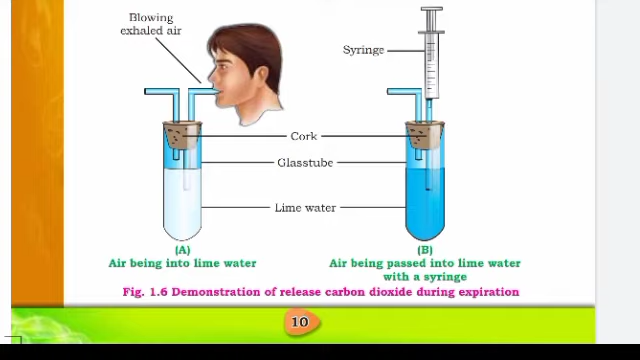 Blowing
exhaled air
Syringe
Cork
Glasstube
Lime water
(A)
Air being into lime water
(B)
Air being passed into lime water
with a syringe
Fig. 1.6 Demonstration of release carbon dioxide during expiration
10